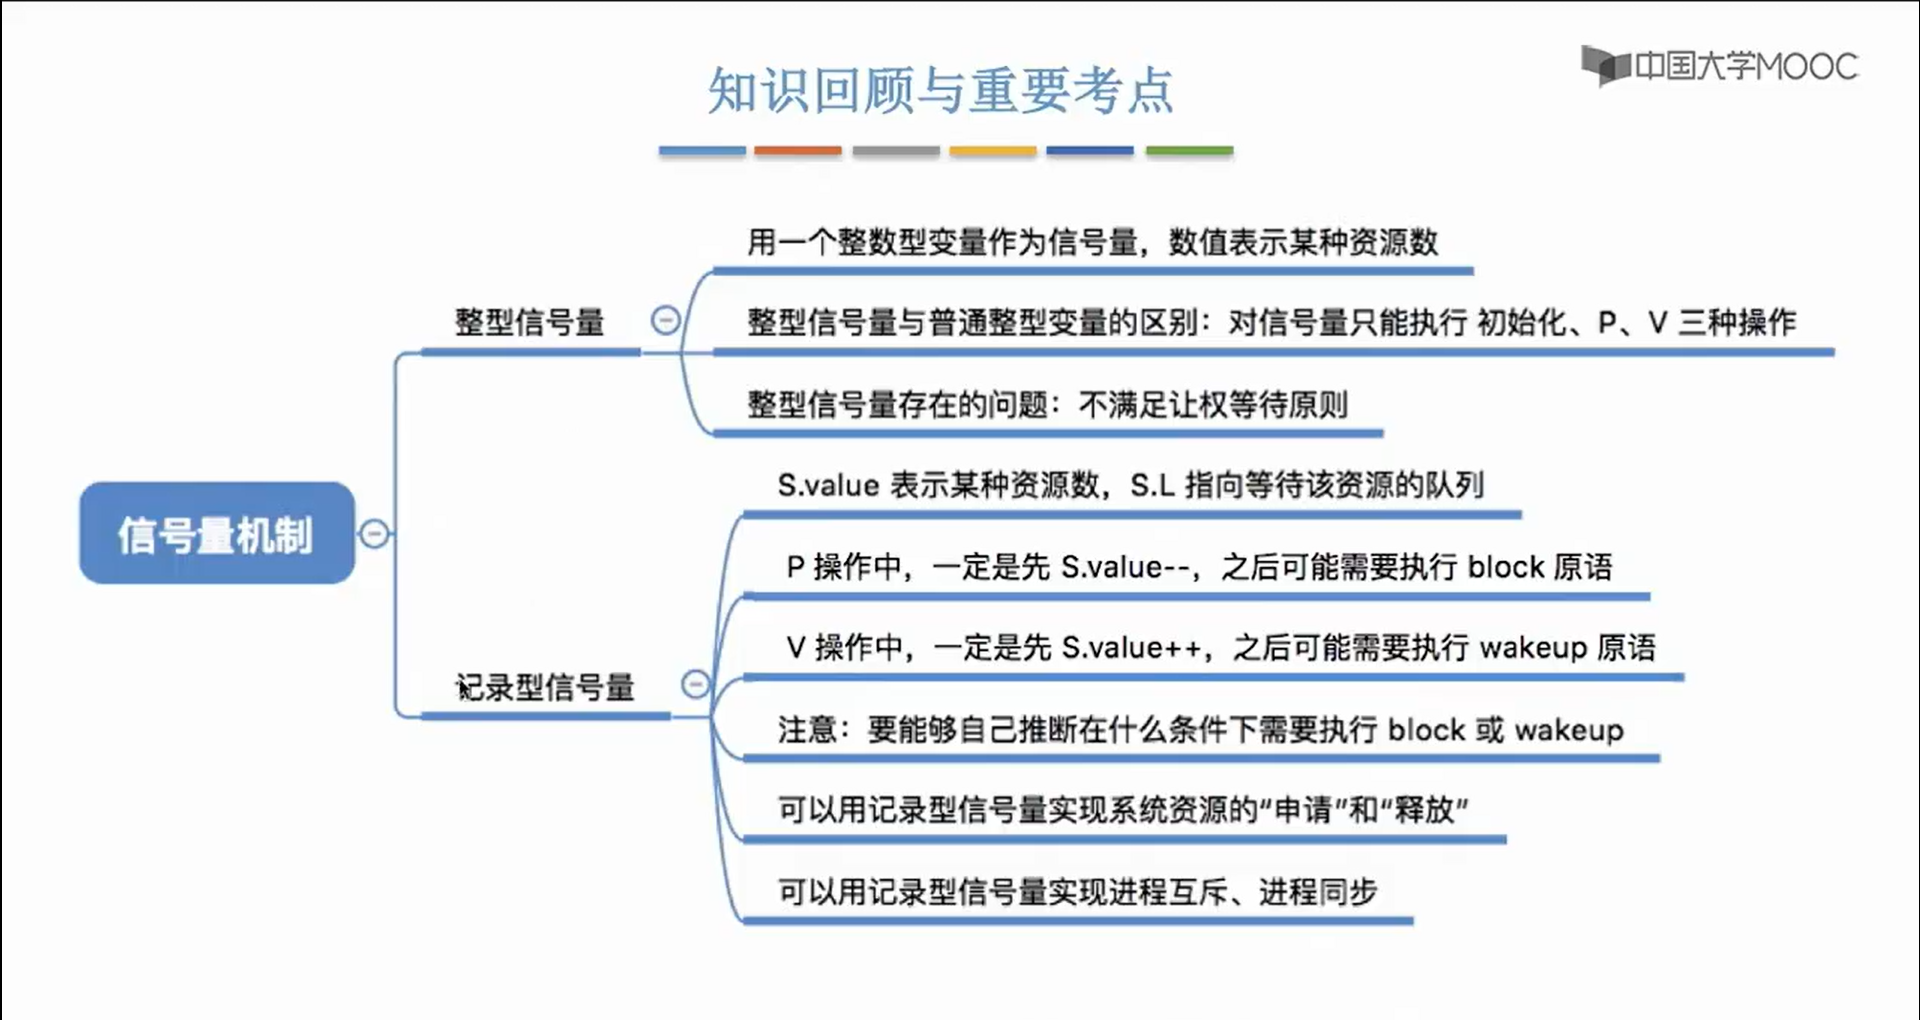 中国大学MOOC
知识回顾与重要考点
信号量机制
整型信号量
用一个整数型变量作为信号量，数值表示某种资源数
整型信号量与普通整型变量的区别：对信号量只能执行 初始化、P、V 三种操作
整型信号量存在的问题：不满足让权等待原则
记录型信号量
S.value 表示某种资源数，S.L 指向等待该资源的队列
P 操作中，一定是先 S.value--，之后可能需要执行 block 原语
V 操作中，一定是先 S.value++，之后可能需要执行 wakeup 原语
注意：要能够自己推断在什么条件下需要执行 block 或 wakeup
可以用记录型信号量实现系统资源的“申请”和“释放”
可以用记录型信号量实现进程互斥、进程同步